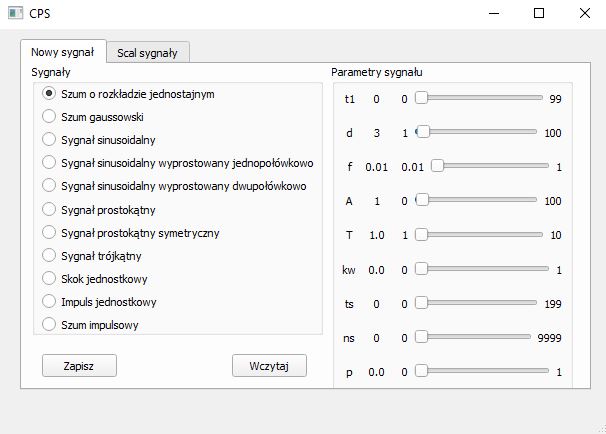 CPS
Nowy sygnał
Scal sygnały
Sygnały
Szum o rozkładzie jednostajnym
Szum gaussowski
Sygnał sinusoidalny
Sygnał sinusoidalny wyprostowany jednopołówkowo
Sygnał sinusoidalny wyprostowany dwupołówkowo
Sygnał prostokątny
Sygnał prostokątny symetryczny
Sygnał trójkątny
Skok jednostkowy
Impuls jednostkowy
Szum impulsowy
Zapisz
Wczytaj
Parametry sygnału
t1 0 0 99
d 3 1 100
f 0.01 0.01 1
A 1 0 100
T 1.0 1 10
kw 0.0 0 1
ts 0 0 199
ns 0 0 9999
p 0.0 0 1